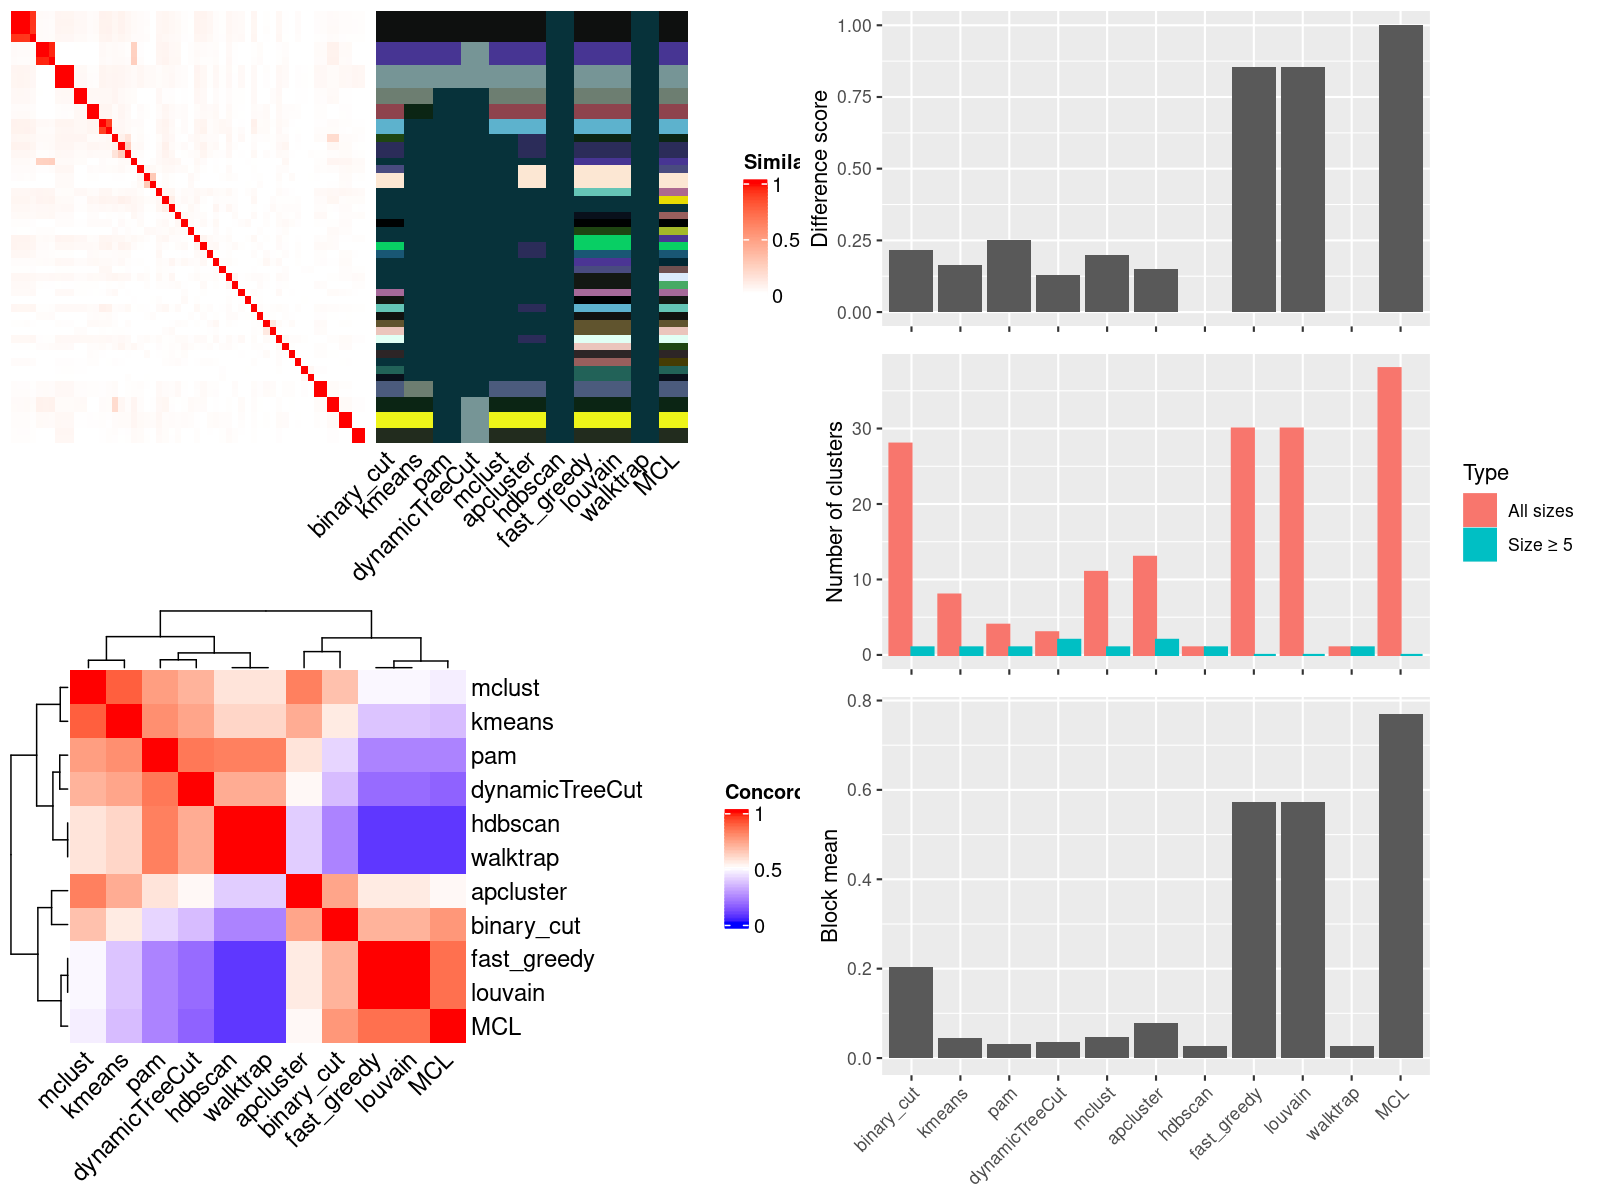 Simila
1
0.5
0
binary_cut
kmeans
pam
dynamicTreeCut
mclust
apcluster
hdbscan
fast_greedy
louvain
walktrap
MCL
mclust
kmeans
pam
dynamicTreeCut
hdbscan
walktrap
apcluster
binary_cut
fast_greedy
louvain
MCL
Concord
1
0.5
0
mclust
kmeans
pam
dynamicTreeCut
hdbscan
walktrap
apcluster
binary_cut
fast_greedy
louvain
MCL
Difference score
1.00
0.75
0.50
0.25
0.00
Number of clusters
30
20
10
0
Type
All sizes
Size ≥ 5
Block mean
0.8
0.6
0.4
0.2
0.0
binary_cut
kmeans
pam
dynamicTreeCut
mclust
apcluster
hdbscan
fast_greedy
louvain
walktrap
MCL